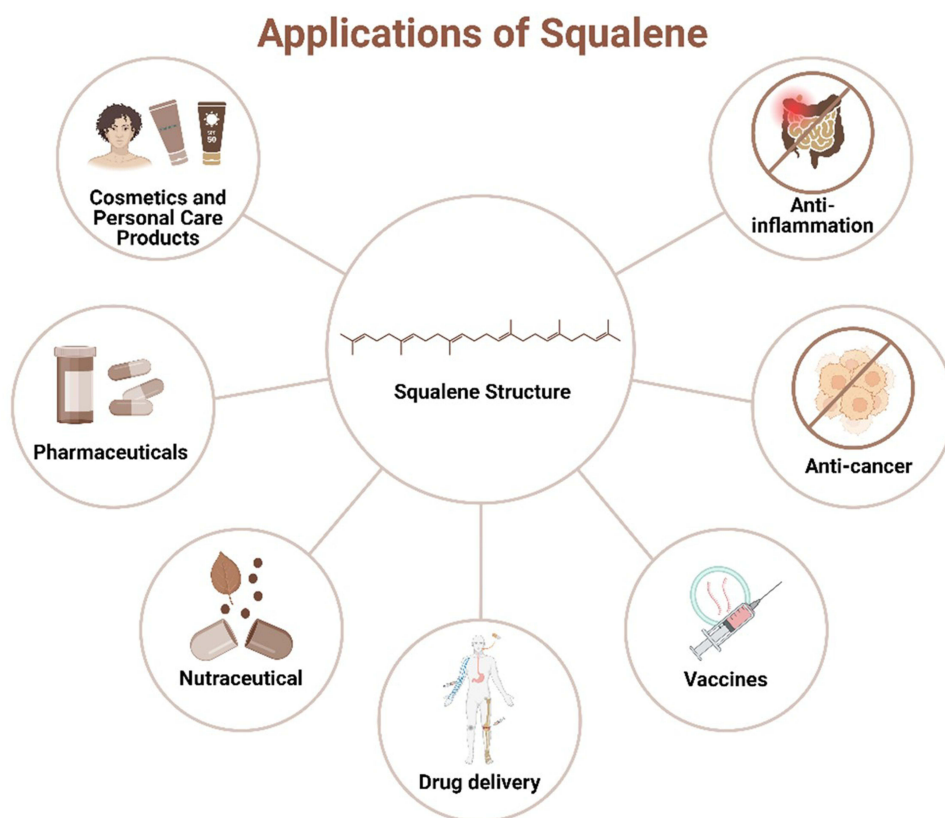 Applications of Squalene
SPF
50
Cosmetics and
Personal Care
Products
Anti-
inflammation
Squalene Structure
Pharmaceuticals
Anti-cancer
Nutraceutical
Vaccines
Drug delivery